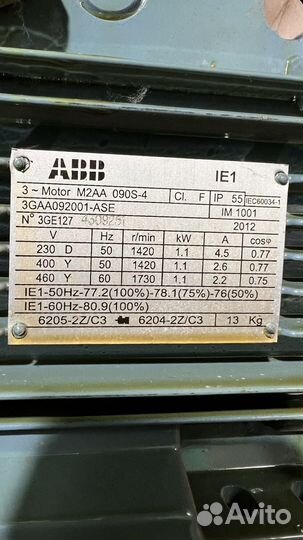 ABB IE1
3 ~ Motor M2AA 090S-4 Cl. F IP 55 IEC60034-1
3GAA092001-ASE IM 1001
N° 3GE127 2012
V Hz r/min kW A cosφ
230 D 50 1420 1.1 4.5 0.77
400 Y 50 1420 1.1 2.6 0.77
460 Y 60 1730 1.1 2.2 0.75
IE1-50Hz-77.2(100%)-78.1(75%)-76(50%)
IE1-60Hz-80.9(100%)
6205-2Z/C3 6204-2Z/C3 13 Kg
Avito